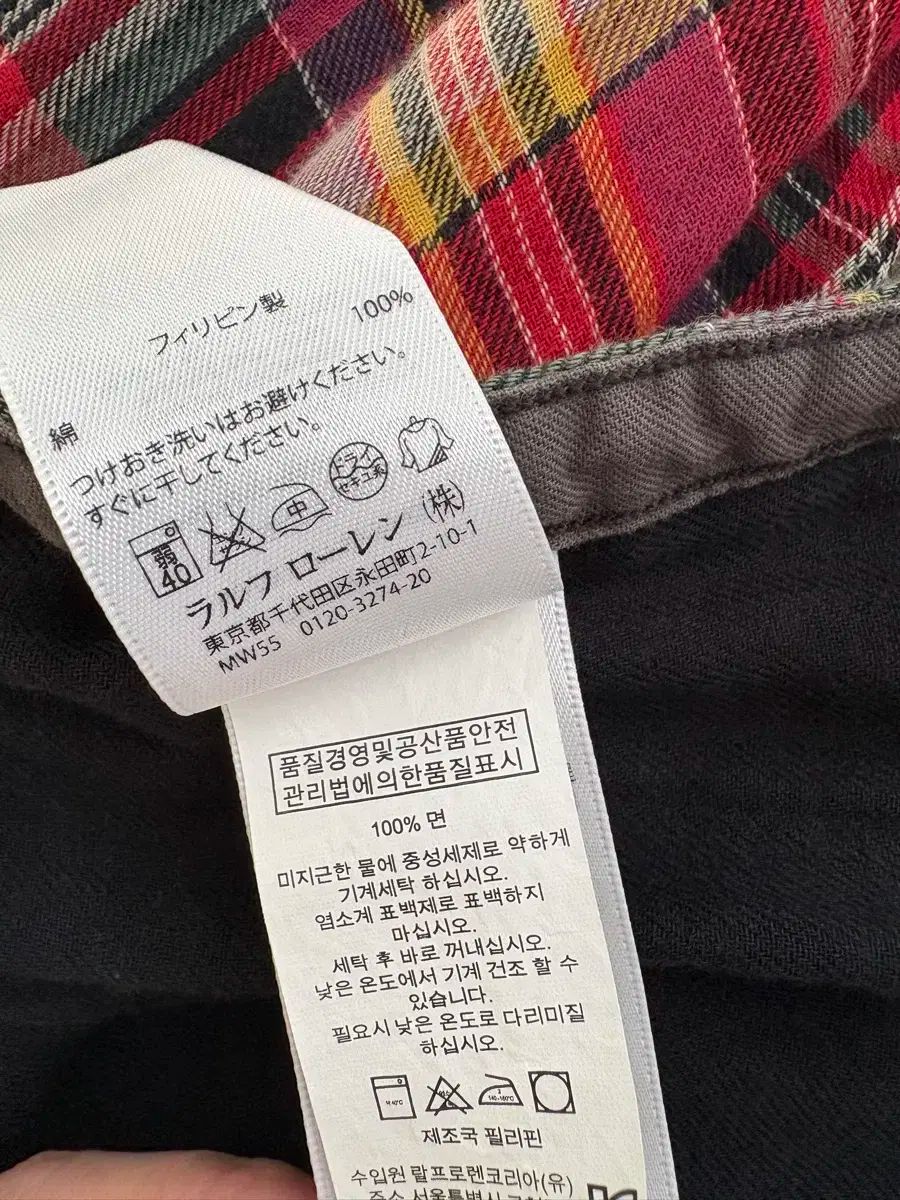 フィリピン製
綿 100%
つけおき洗いはお避けください。
すぐに干してください。
弱
40
中
ドライ
セキユ系
ラルフ ローレン (株)
東京都千代田区永田町2-10-1
MW55 0120-3274-20
품질경영및공산품안전
관리법에의한품질표시
100% 면
미지근한 물에 중성세제로 약하게
기계세탁 하십시오.
염소계 표백제로 표백하지
마십시오.
세탁 후 바로 꺼내십시오.
낮은 온도에서 기계 건조 할 수
있습니다.
필요시 낮은 온도로 다리미질
하십시오.
제조국 필리핀
수입원 랄프로렌코리아(유)
주소 서울특별시